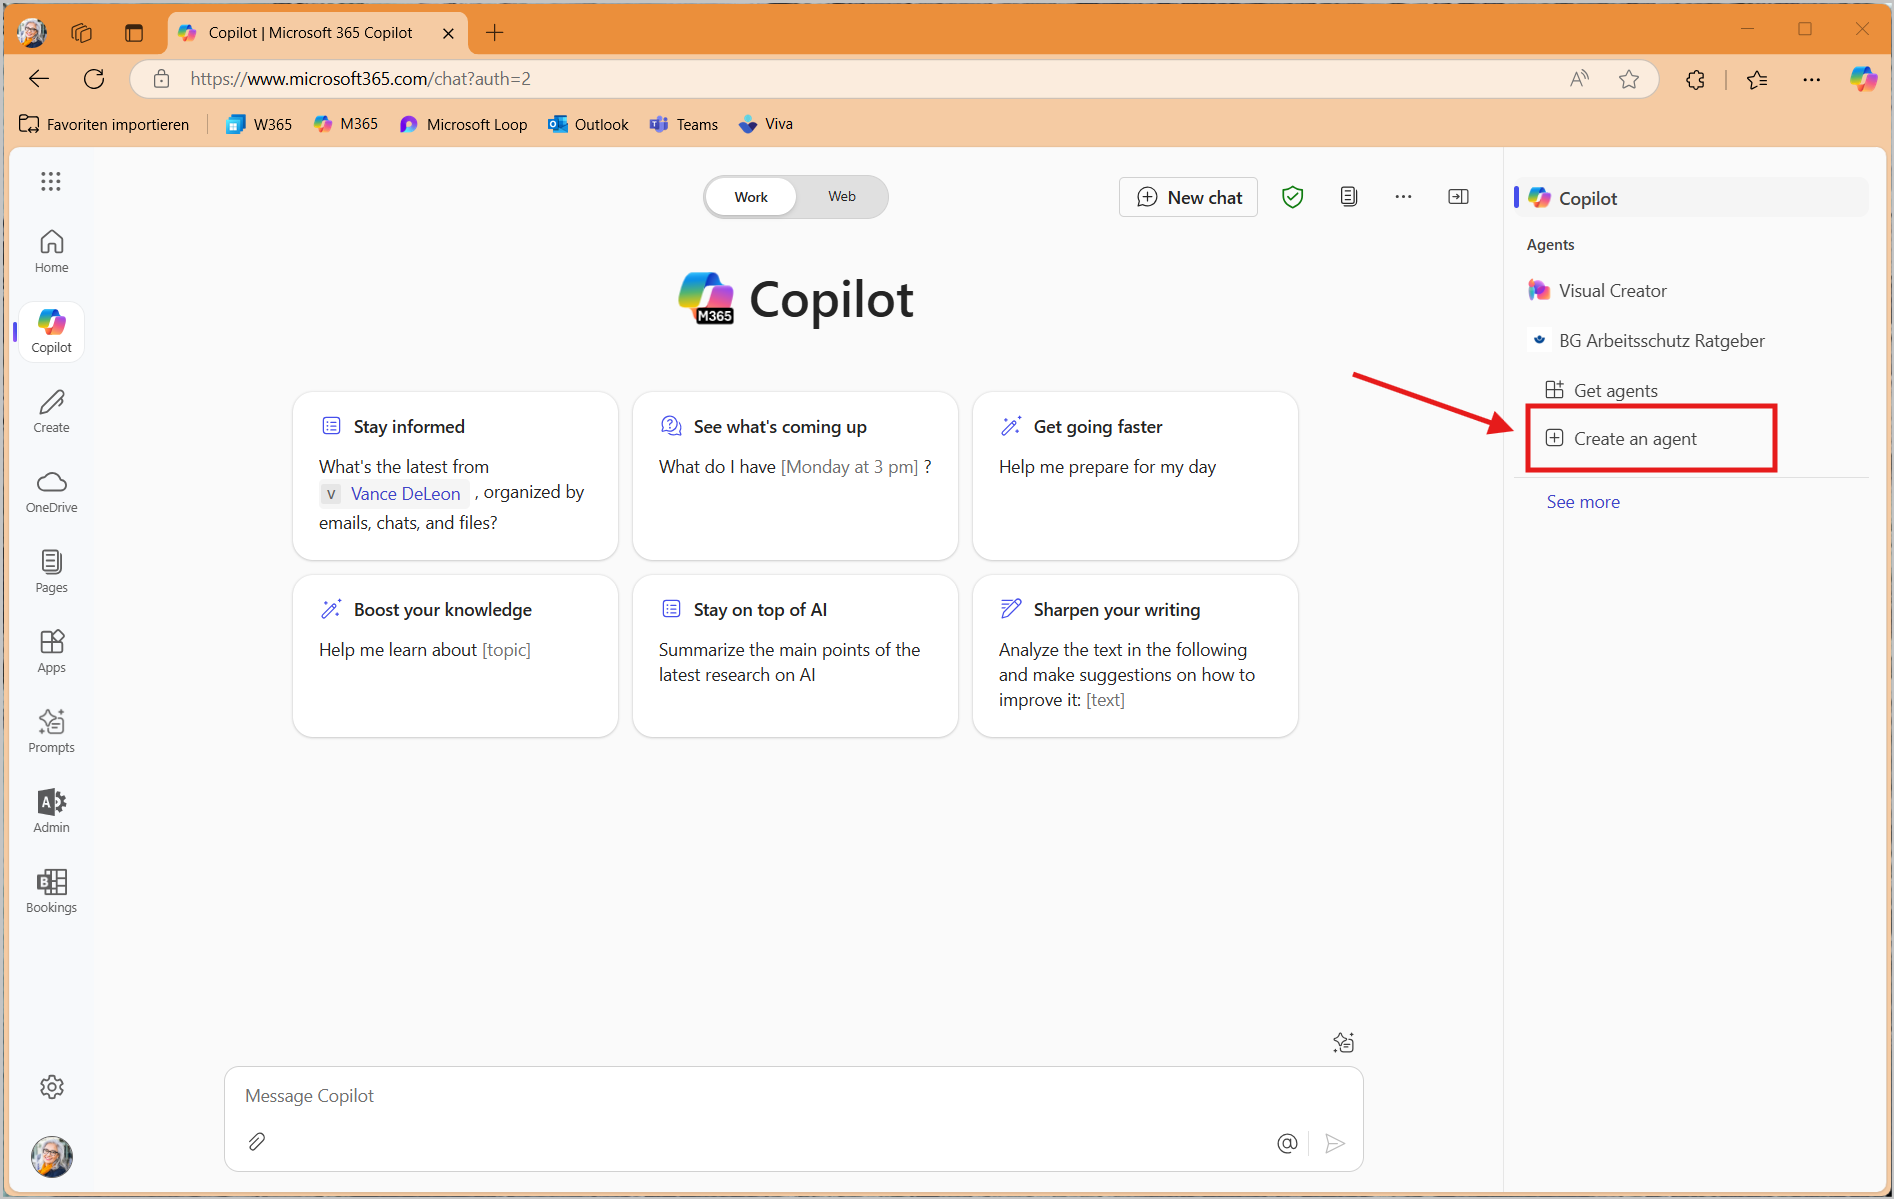 Copilot | Microsoft 365 Copilot
https://www.microsoft365.com/chat?auth=2
Favoriten importieren
W365
M365
Microsoft Loop
Outlook
Teams
Viva
Home
Copilot
Create
OneDrive
Pages
Apps
Prompts
Admin
Bookings
Work
Web
New chat
M365
Copilot
Stay informed
What's the latest from
V Vance DeLeon , organized by
emails, chats, and files?
See what's coming up
What do I have [Monday at 3 pm] ?
Get going faster
Help me prepare for my day
Boost your knowledge
Help me learn about [topic]
Stay on top of AI
Summarize the main points of the
latest research on AI
Sharpen your writing
Analyze the text in the following
and make suggestions on how to
improve it: [text]
Message Copilot
@
Copilot
Agents
Visual Creator
BG Arbeitsschutz Ratgeber
Get agents
Create an agent
See more